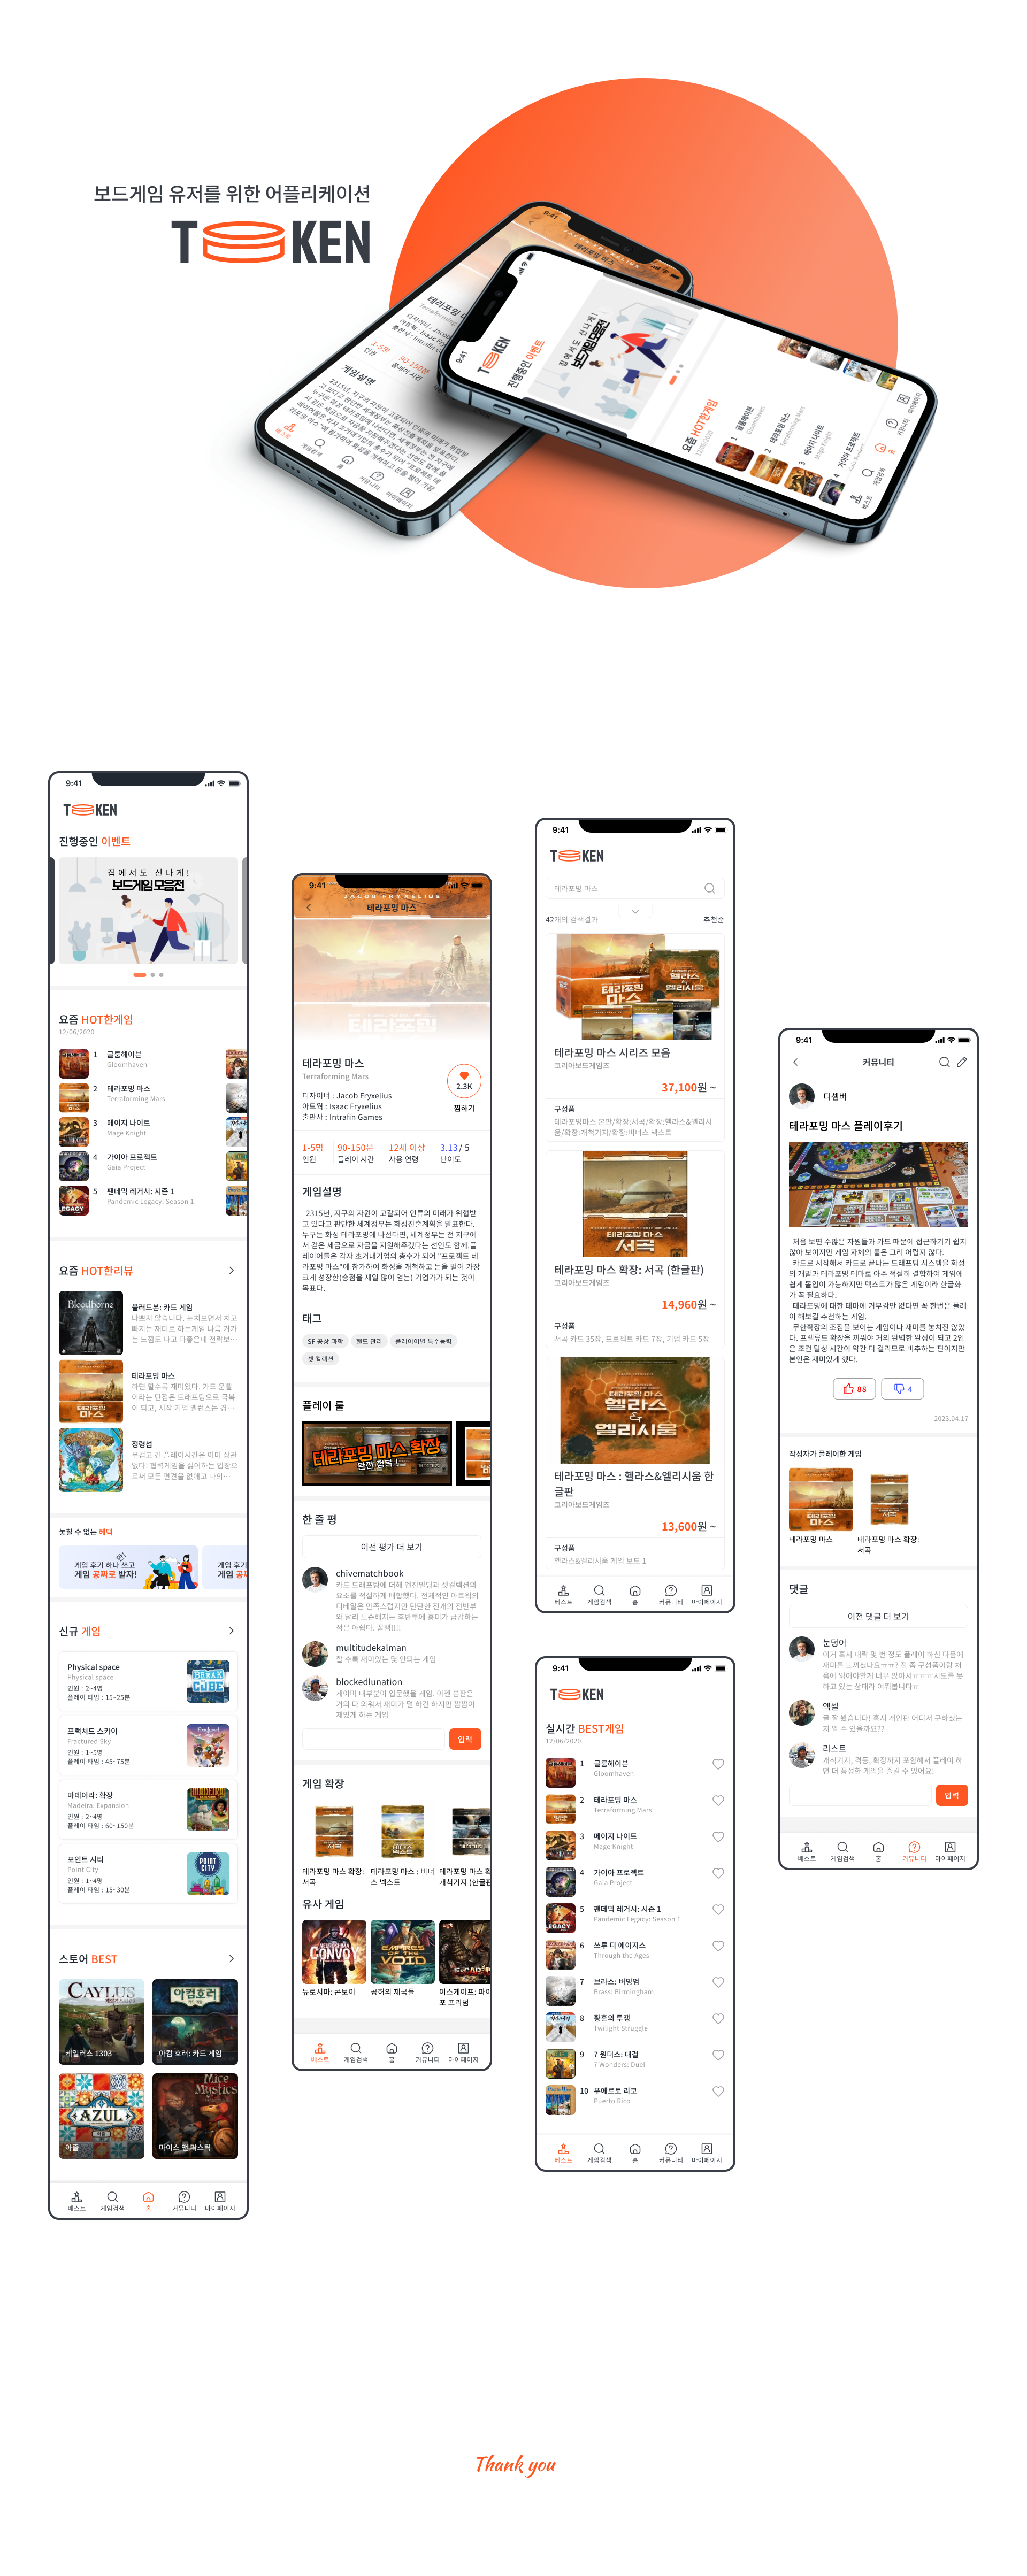 보드게임 유저를 위한 어플리케이션
TOKEN
9:41
TOKEN
진행중인 이벤트
집에서도 신나게!
보드게임모음전
요즘 HOT한게임
12/06/2020
1 글룸헤이븐
Gloomhaven
2 테라포밍 마스
Terraforming Mars
3 메이지 나이트
Mage Knight
4 가이아 프로젝트
Gaia Project
5 팬데믹 레거시: 시즌 1
Pandemic Legacy: Season 1
요즘 HOT한리뷰
Bloodborne
블러드본: 카드 게임
나쁘지 않습니다. 눈치보면서 치고
빠지는 재미로 하는게임 나름 커가
는 느낌도 나고 다좋은데 전략보…
테라포밍 마스
하면 할수록 재미있다. 카드 운빨
이라는 단점은 드래프팅으로 극복
이 되고, 시작 기업 밸런스는 경…
정령섬
무겁고 긴 플레이시간은 이미 상관
없다! 협력게임을 싫어하는 입장으
로써 모든 편견을 없애고 나의…
놓칠 수 없는 혜택
게임 후기 하나 쓰고
게임 공짜로 받자!
신규 게임
Physical space
Physical space
인원 : 2~4명
플레이 타임 : 15~25분
BREAK
CUBE
프랙처드 스카이
Fractured Sky
인원 : 1~5명
플레이 타임 : 45~75분
마데이라: 확장
Madeira: Expansion
인원 : 2~4명
플레이 타임 : 60~150분
포인트 시티
Point City
인원 : 1~4명
플레이 타임 : 15~30분
POINT
CITY
스토어 BEST
CAYLUS
케일러스 1303
아컴호러
아컴 호러: 카드 게임
AZUL
아줄
Mice
Mystics
마이스 앤 미스틱
베스트 게임검색 홈 커뮤니티 마이페이지
9:41
JACOB FRYXELIUS
테라포밍 마스
테라포밍
테라포밍 마스
Terraforming Mars
디자이너 : Jacob Fryxelius
아트웍 : Isaac Fryxelius
출판사 : Intrafin Games
2.3K
찜하기
1-5명 90-150분 12세 이상 3.13 / 5
인원 플레이 시간 사용 연령 난이도
게임설명
2315년, 지구의 자원이 고갈되어 인류의 미래가 위협받
고 있다고 판단한 세계정부는 화성진출계획을 발표한다.
누구든 화성 테라포밍에 나선다면, 세계정부는 전 지구에
서 걷은 세금으로 자금을 지원해주겠다는 선언도 함께.플
레이어들은 각자 초거대기업의 총수가 되어 "프로젝트 테
라포밍 마스"에 참가하여 화성을 개척하고 돈을 벌어 가장
크게 성장한(승점을 제일 많이 얻는) 기업가가 되는 것이
목표다.
태그
SF 공상 과학 핸드 관리 플레이어별 특수능력
셋 컬렉션
플레이 룰
테라포밍 마스 확장
완전 정복!
한 줄 평
이전 평가 더 보기
chivematchbook
카드 드래프팅에 더해 엔진빌딩과 셋컬렉션의
요소를 적절하게 배합했다. 전체적인 아트웍의
디테일은 만족스럽지만 탄탄한 전개의 전반부
와 달리 느슨해지는 후반부에 흥미가 급감하는
점은 아쉽다. 꿀잼!!!!
multitudekalman
할 수록 재미있는 몇 안되는 게임
blockedlunation
게이머 대부분이 입문했을 게임. 이젠 본판은
거의 다 외워서 재미가 덜 하긴 하지만 짬짬이
재밌게 하는 게임
입력
게임 확장
테라포밍 마스 확장:
서곡
테라포밍 마스 : 비너
스 넥스트
테라포밍 마스 확
개척기지 (한글판
유사 게임
CONVOY
EMPIRES
OF THE
VOID
뉴로시마: 콘보이
공허의 제국들
이스케이프: 파이
포 프리덤
베스트 게임검색 홈 커뮤니티 마이페이지
9:41
TOKEN
테라포밍 마스
42개의 검색결과
추천순
테라포밍
마스
헬라스
엘리시움
테라포밍 마스 시리즈 모음
코리아보드게임즈
37,100원 ~
구성품
테라포밍마스 본판/확장:서곡/확장:헬라스&엘리시
움/확장:개척기지/확장:비너스 넥스트
테라포밍 마스
서곡
테라포밍 마스 확장: 서곡 (한글판)
코리아보드게임즈
14,960원 ~
구성품
서곡 카드 35장, 프로젝트 카드 7장, 기업 카드 5장
테라포밍 마스
헬라스
&
엘리시움
테라포밍 마스 : 헬라스&엘리시움 한
글판
코리아보드게임즈
13,600원 ~
구성품
헬라스&엘리시움 게임 보드 1
베스트 게임검색 홈 커뮤니티 마이페이지
9:41
TOKEN
실시간 BEST게임
12/06/2020
1 글룸헤이븐
Gloomhaven
2 테라포밍 마스
Terraforming Mars
3 메이지 나이트
Mage Knight
4 가이아 프로젝트
Gaia Project
5 팬데믹 레거시: 시즌 1
Pandemic Legacy: Season 1
6 쓰루 디 에이지스
Through the Ages
7 브라스: 버밍엄
Brass: Birmingham
8 황혼의 투쟁
Twilight Struggle
9 7 원더스: 대결
7 Wonders: Duel
10 푸에르토 리코
Puerto Rico
베스트 게임검색 홈 커뮤니티 마이페이지
9:41
커뮤니티
디셈버
테라포밍 마스 플레이후기
처음 보면 수많은 자원들과 카드 때문에 접근하기기 쉽지
않아 보이지만 게임 자체의 룰은 그리 어렵지 않다.
카드로 시작해서 카드로 끝나는 드래프팅 시스템을 화성
의 개발과 테라포밍 테마로 아주 적절히 결합하여 게임에
쉽게 몰입이 가능하지만 텍스트가 많은 게임이라 한글화
가 꼭 필요하다.
테라포밍에 대한 테마에 거부감만 없다면 꼭 한번은 플레
이 해보길 추천하는 게임.
무한확장의 조짐을 보이는 게임이나 재미를 놓치진 않았
다. 프렐류드 확장을 끼워야 거의 완벽한 완성이 되고 2인
은 조건 달성 시간이 약간 더 걸리므로 비추하는 편이지만
본인은 재미있게 했다.
88
4
2023.04.17
작성자가 플레이한 게임
테라포밍 마스
테라포밍 마스 확장:
서곡
댓글
이전 댓글 더 보기
눈덩이
이거 혹시 대략 몇 번 정도 플레이 하신 다음에
재미를 느끼셨나요ㅠㅠ? 전 좀 구성품이랑 처
음에 읽어야할게 너무 많아서ㅠㅠㅠ시도를 못
하고 있는 상태라 여쭤봅니다ㅠ
엑셀
글 잘 봤습니다! 혹시 개인판 어디서 구하셨는
지 알 수 있을까요??
리스트
개척기지, 격동, 확장까지 포함해서 플레이 하
면 더 풍성한 게임을 즐길 수 있어요!
입력
베스트 게임검색 홈 커뮤니티 마이페이지
Thank you